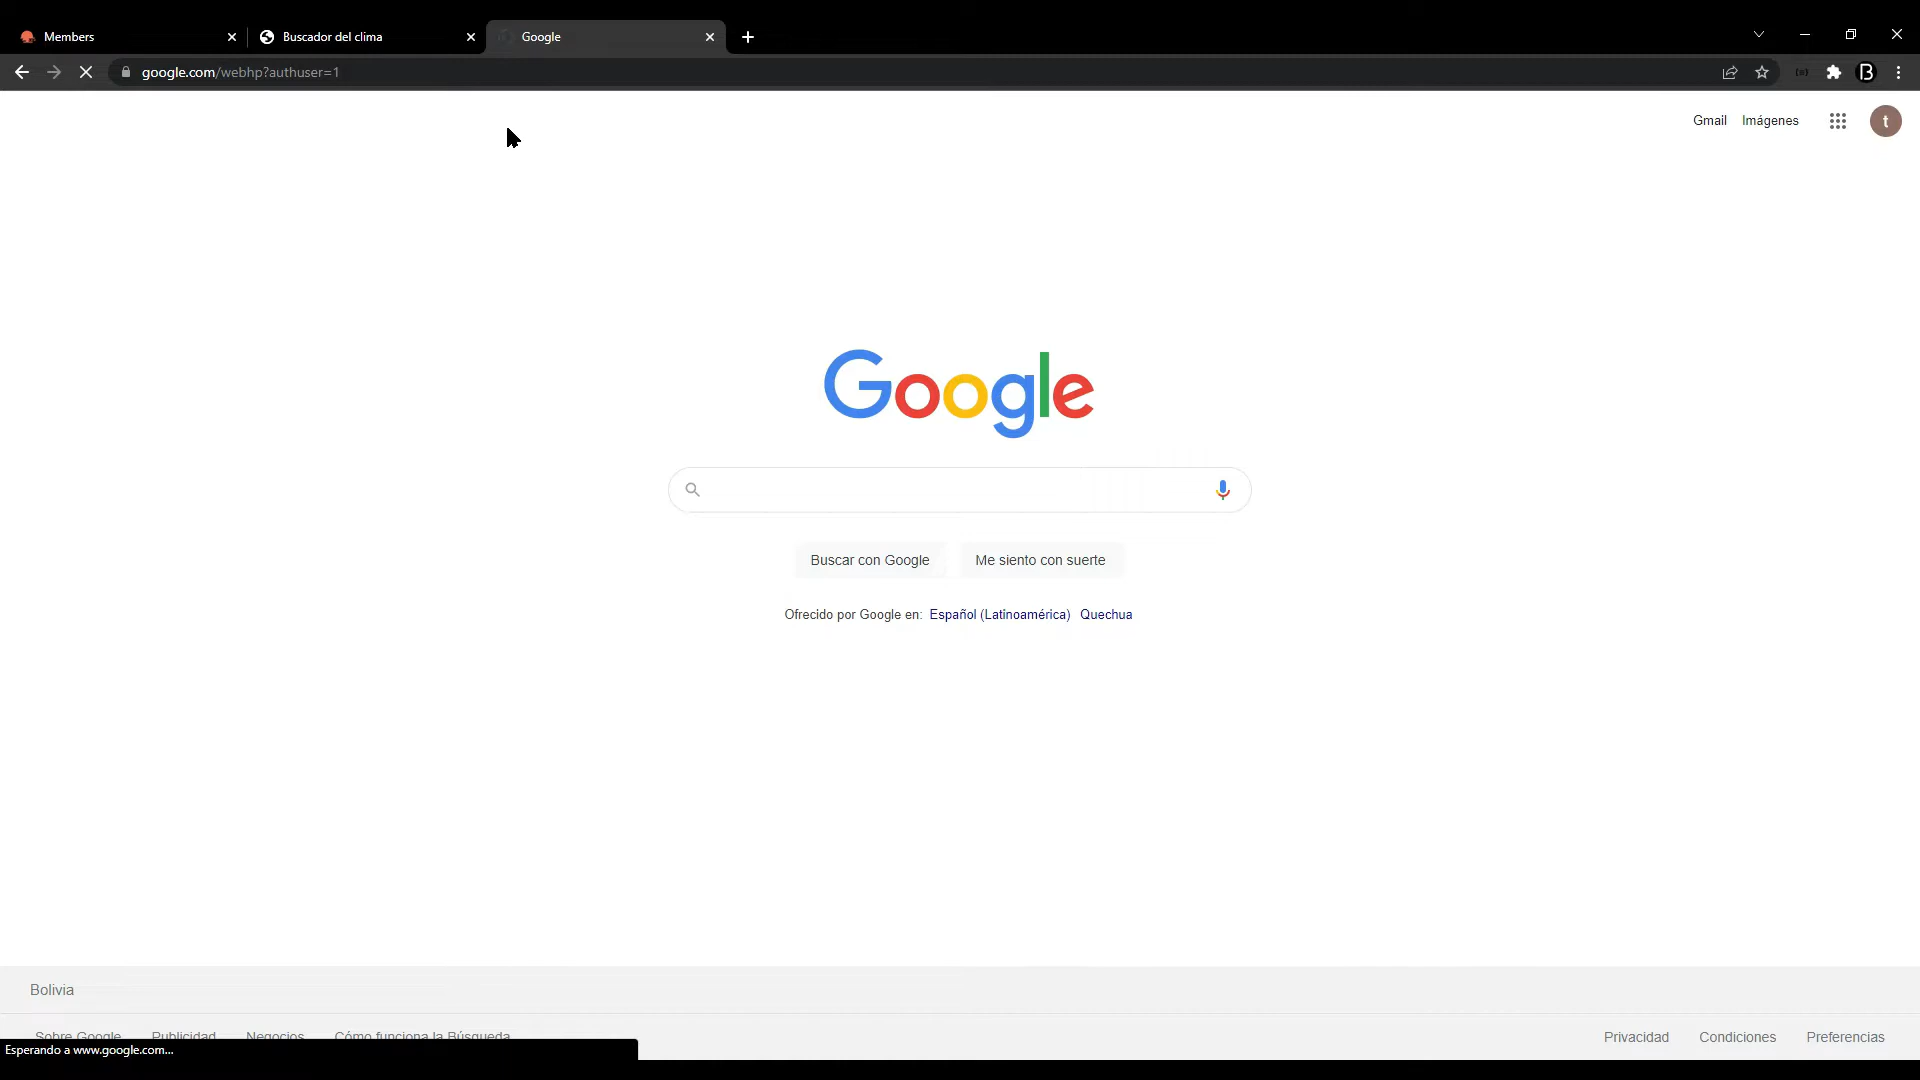 Members
Buscador del clima
Google
google.com/webhp?authuser=1
B
Gmail Imágenes
t
Google
Buscar con Google Me siento con suerte
Ofrecido por Google en: Español (Latinoamérica) Quechua
Bolivia
Sobre Google Publicidad Negocios Cómo funciona la Búsqueda
Privacidad Condiciones Preferencias
Esperando a www.google.com...